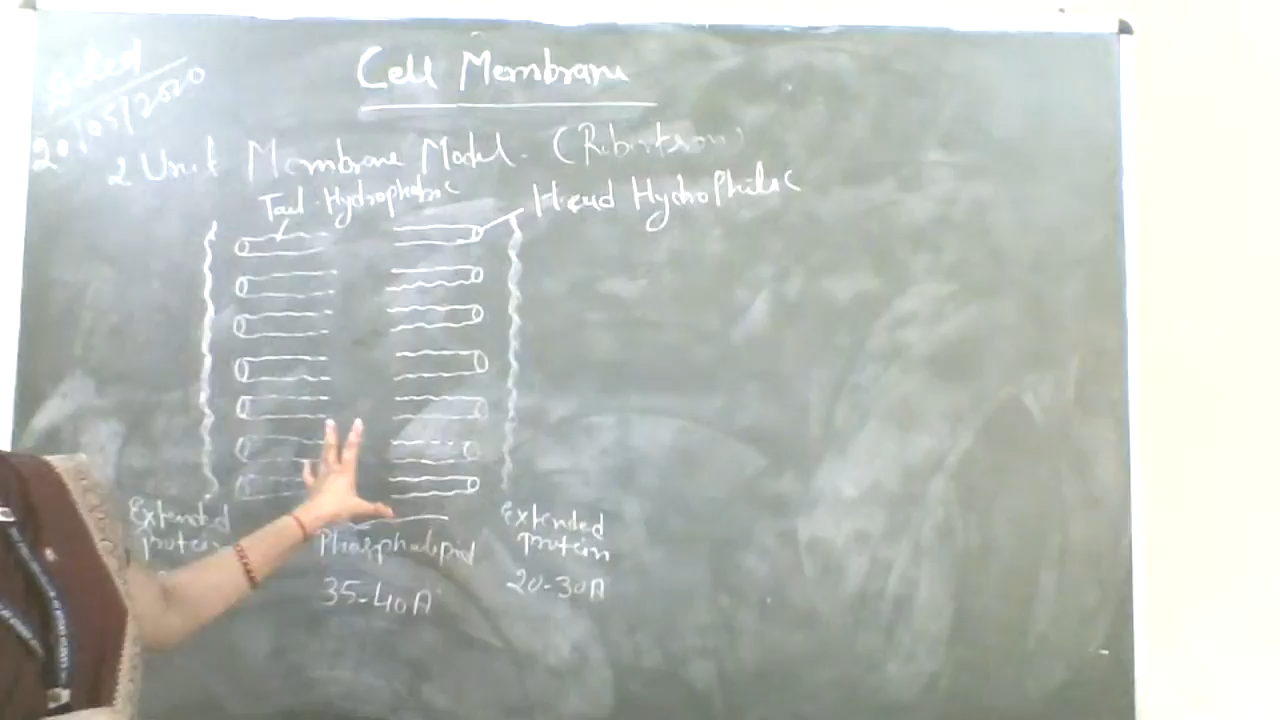 Cell Membrane
20/05/2020
2 Unit Membrane Model. (Robertson)
Tail Hydrophobic
Head Hydrophilic
Extended
protein
Phospholipid
35-40A°
Extended
protein
20-30A